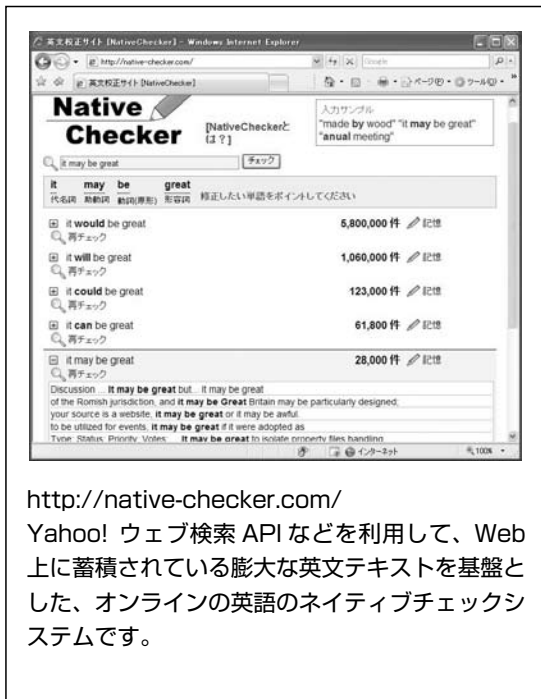 英文校正サイト [NativeChecker] - Windows Internet Explorer
http://native-checker.com/
Google
英文校正サイト [NativeChecker]
ページ(P)
ツール(O)
Native
Checker
[NativeCheckerと
は?]
入力サンプル
"made by wood" "it may be great"
"anual meeting"
it may be great
チェック
it may be great
代名詞 助動詞 動詞(原形) 形容詞
修正したい単語をポイントしてください
it would be great 5,800,000 件 記憶
再チェック
it will be great 1,060,000 件 記憶
再チェック
it could be great 123,000 件 記憶
再チェック
it can be great 61,800 件 記憶
再チェック
it may be great 28,000 件 記憶
再チェック
Discussion ... It may be great but... it may be great
of the Romish jurisdiction, and it may be Great Britain may be particularly designed;
your source is a website, it may be great or it may be awful.
to be utilized for events, it may be great if it were adopted as
Type: Status: Priority: Votes: ... It may be great to isolate property files handling
インターネット
100%
http://native-checker.com/
Yahoo! ウェブ検索 API などを利用して、Web
上に蓄積されている膨大な英文テキストを基盤と
した、オンラインの英語のネイティブチェックシ
ステムです。